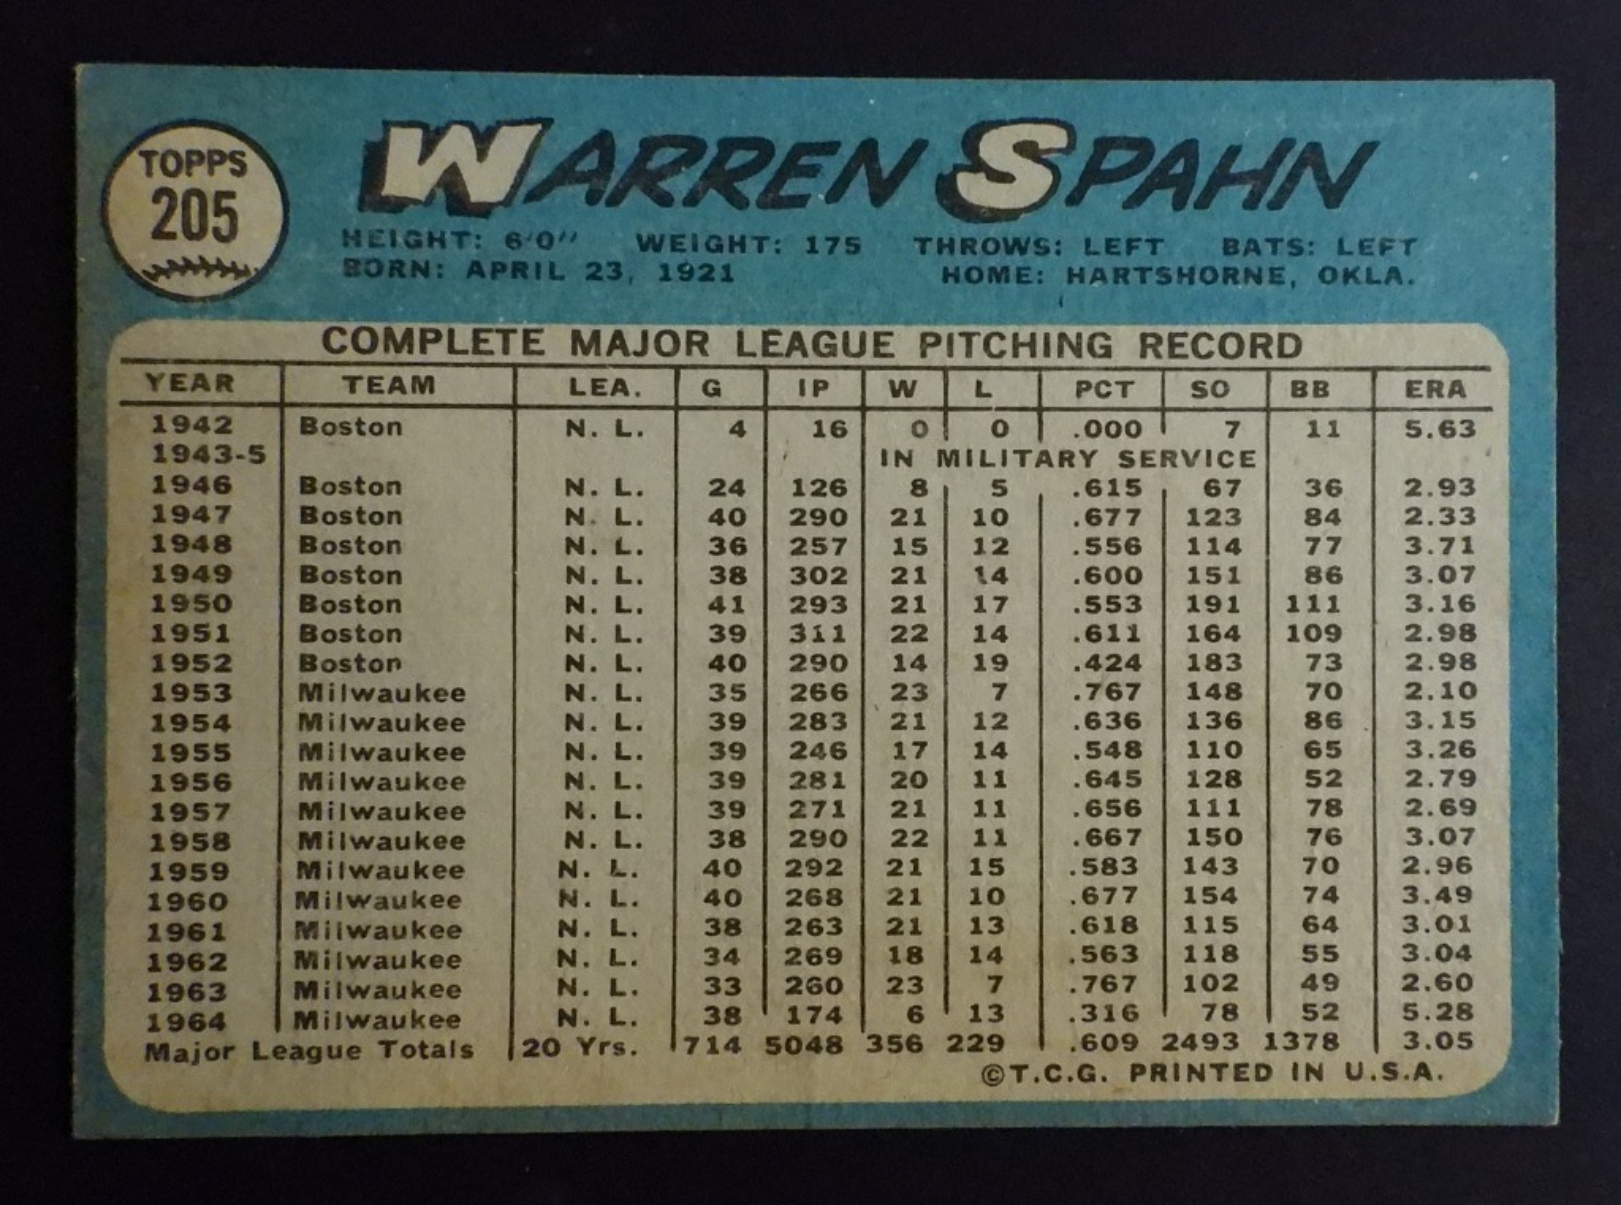 TOPPS
205
WARREN SPAHN
HEIGHT: 6'0" WEIGHT: 175 THROWS: LEFT BATS: LEFT
BORN: APRIL 23, 1921 HOME: HARTSHORNE, OKLA.
COMPLETE MAJOR LEAGUE PITCHING RECORD
YEAR TEAM LEA. G IP W L PCT SO BB ERA
1942 Boston N. L. 4 16 0 0 .000 7 11 5.63
1943-5 IN MILITARY SERVICE
1946 Boston N. L. 24 126 8 5 .615 67 36 2.93
1947 Boston N. L. 40 290 21 10 .677 123 84 2.33
1948 Boston N. L. 36 257 15 12 .556 114 77 3.71
1949 Boston N. L. 38 302 21 14 .600 151 86 3.07
1950 Boston N. L. 41 293 21 17 .553 191 111 3.16
1951 Boston N. L. 39 311 22 14 .611 164 109 2.98
1952 Boston N. L. 40 290 14 19 .424 183 73 2.98
1953 Milwaukee N. L. 35 266 23 7 .767 148 70 2.10
1954 Milwaukee N. L. 39 283 21 12 .636 136 86 3.15
1955 Milwaukee N. L. 39 246 17 14 .548 110 65 3.26
1956 Milwaukee N. L. 39 281 20 11 .645 128 52 2.79
1957 Milwaukee N. L. 39 271 21 11 .656 111 78 2.69
1958 Milwaukee N. L. 38 290 22 11 .667 150 76 3.07
1959 Milwaukee N. L. 40 292 21 15 .583 143 70 2.96
1960 Milwaukee N. L. 40 268 21 10 .677 154 74 3.49
1961 Milwaukee N. L. 38 263 21 13 .618 115 64 3.01
1962 Milwaukee N. L. 34 269 18 14 .563 118 55 3.04
1963 Milwaukee N. L. 33 260 23 7 .767 102 49 2.60
1964 Milwaukee N. L. 38 174 6 13 .316 78 52 5.28
Major League Totals 20 Yrs. 714 5048 356 229 .609 2493 1378 3.05
©T.C.G. PRINTED IN U.S.A.